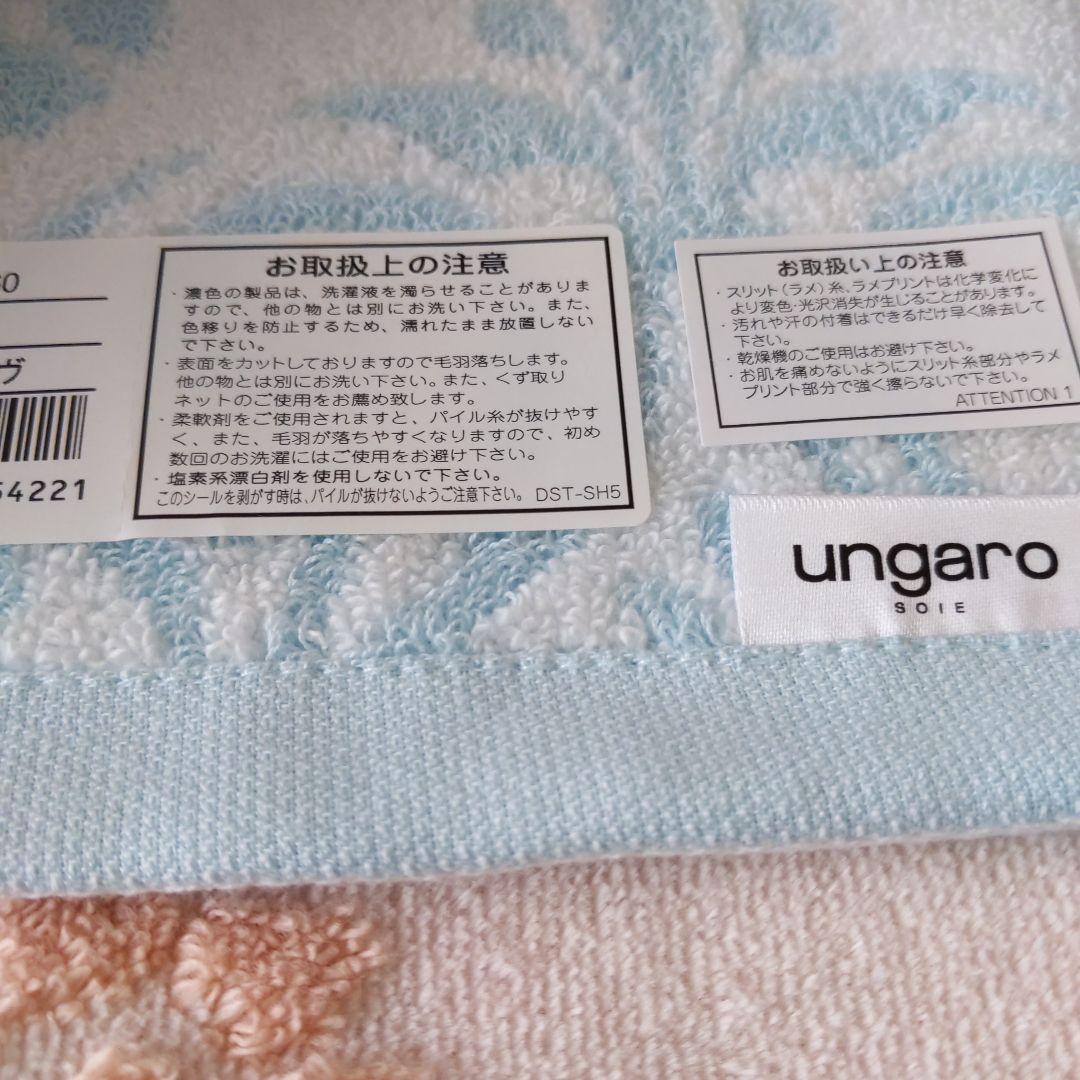 ヴ
54221
お取扱上の注意
・濃色の製品は、洗濯液を濁らせることがありま
すので、他の物とは別にお洗い下さい。また、
色移りを防止するため、濡れたまま放置しない
で下さい。
・表面をカットしておりますので毛羽落ちします。
他の物とは別にお洗い下さい。また、くず取り
ネットのご使用をお薦め致します。
・柔軟剤をご使用されますと、パイル糸が抜けやす
く、また、毛羽が落ちやすくなりますので、初め
数回のお洗濯にはご使用をお避け下さい。
・塩素系漂白剤を使用しないで下さい。
このシールを剥がす時は、パイルが抜けないようご注意下さい。 DST-SH5
お取扱い上の注意
・スリット(ラメ)糸、ラメプリントは化学変化に
より変色・光沢消失が生じることがあります。
・汚れや汗の付着はできるだけ早く除去して
下さい。
・乾燥機のご使用はお避け下さい。
・お肌を痛めないようにスリット糸部分やラメ
プリント部分で強く擦らないで下さい。
ATTENTION 1
ungaro
SOIE